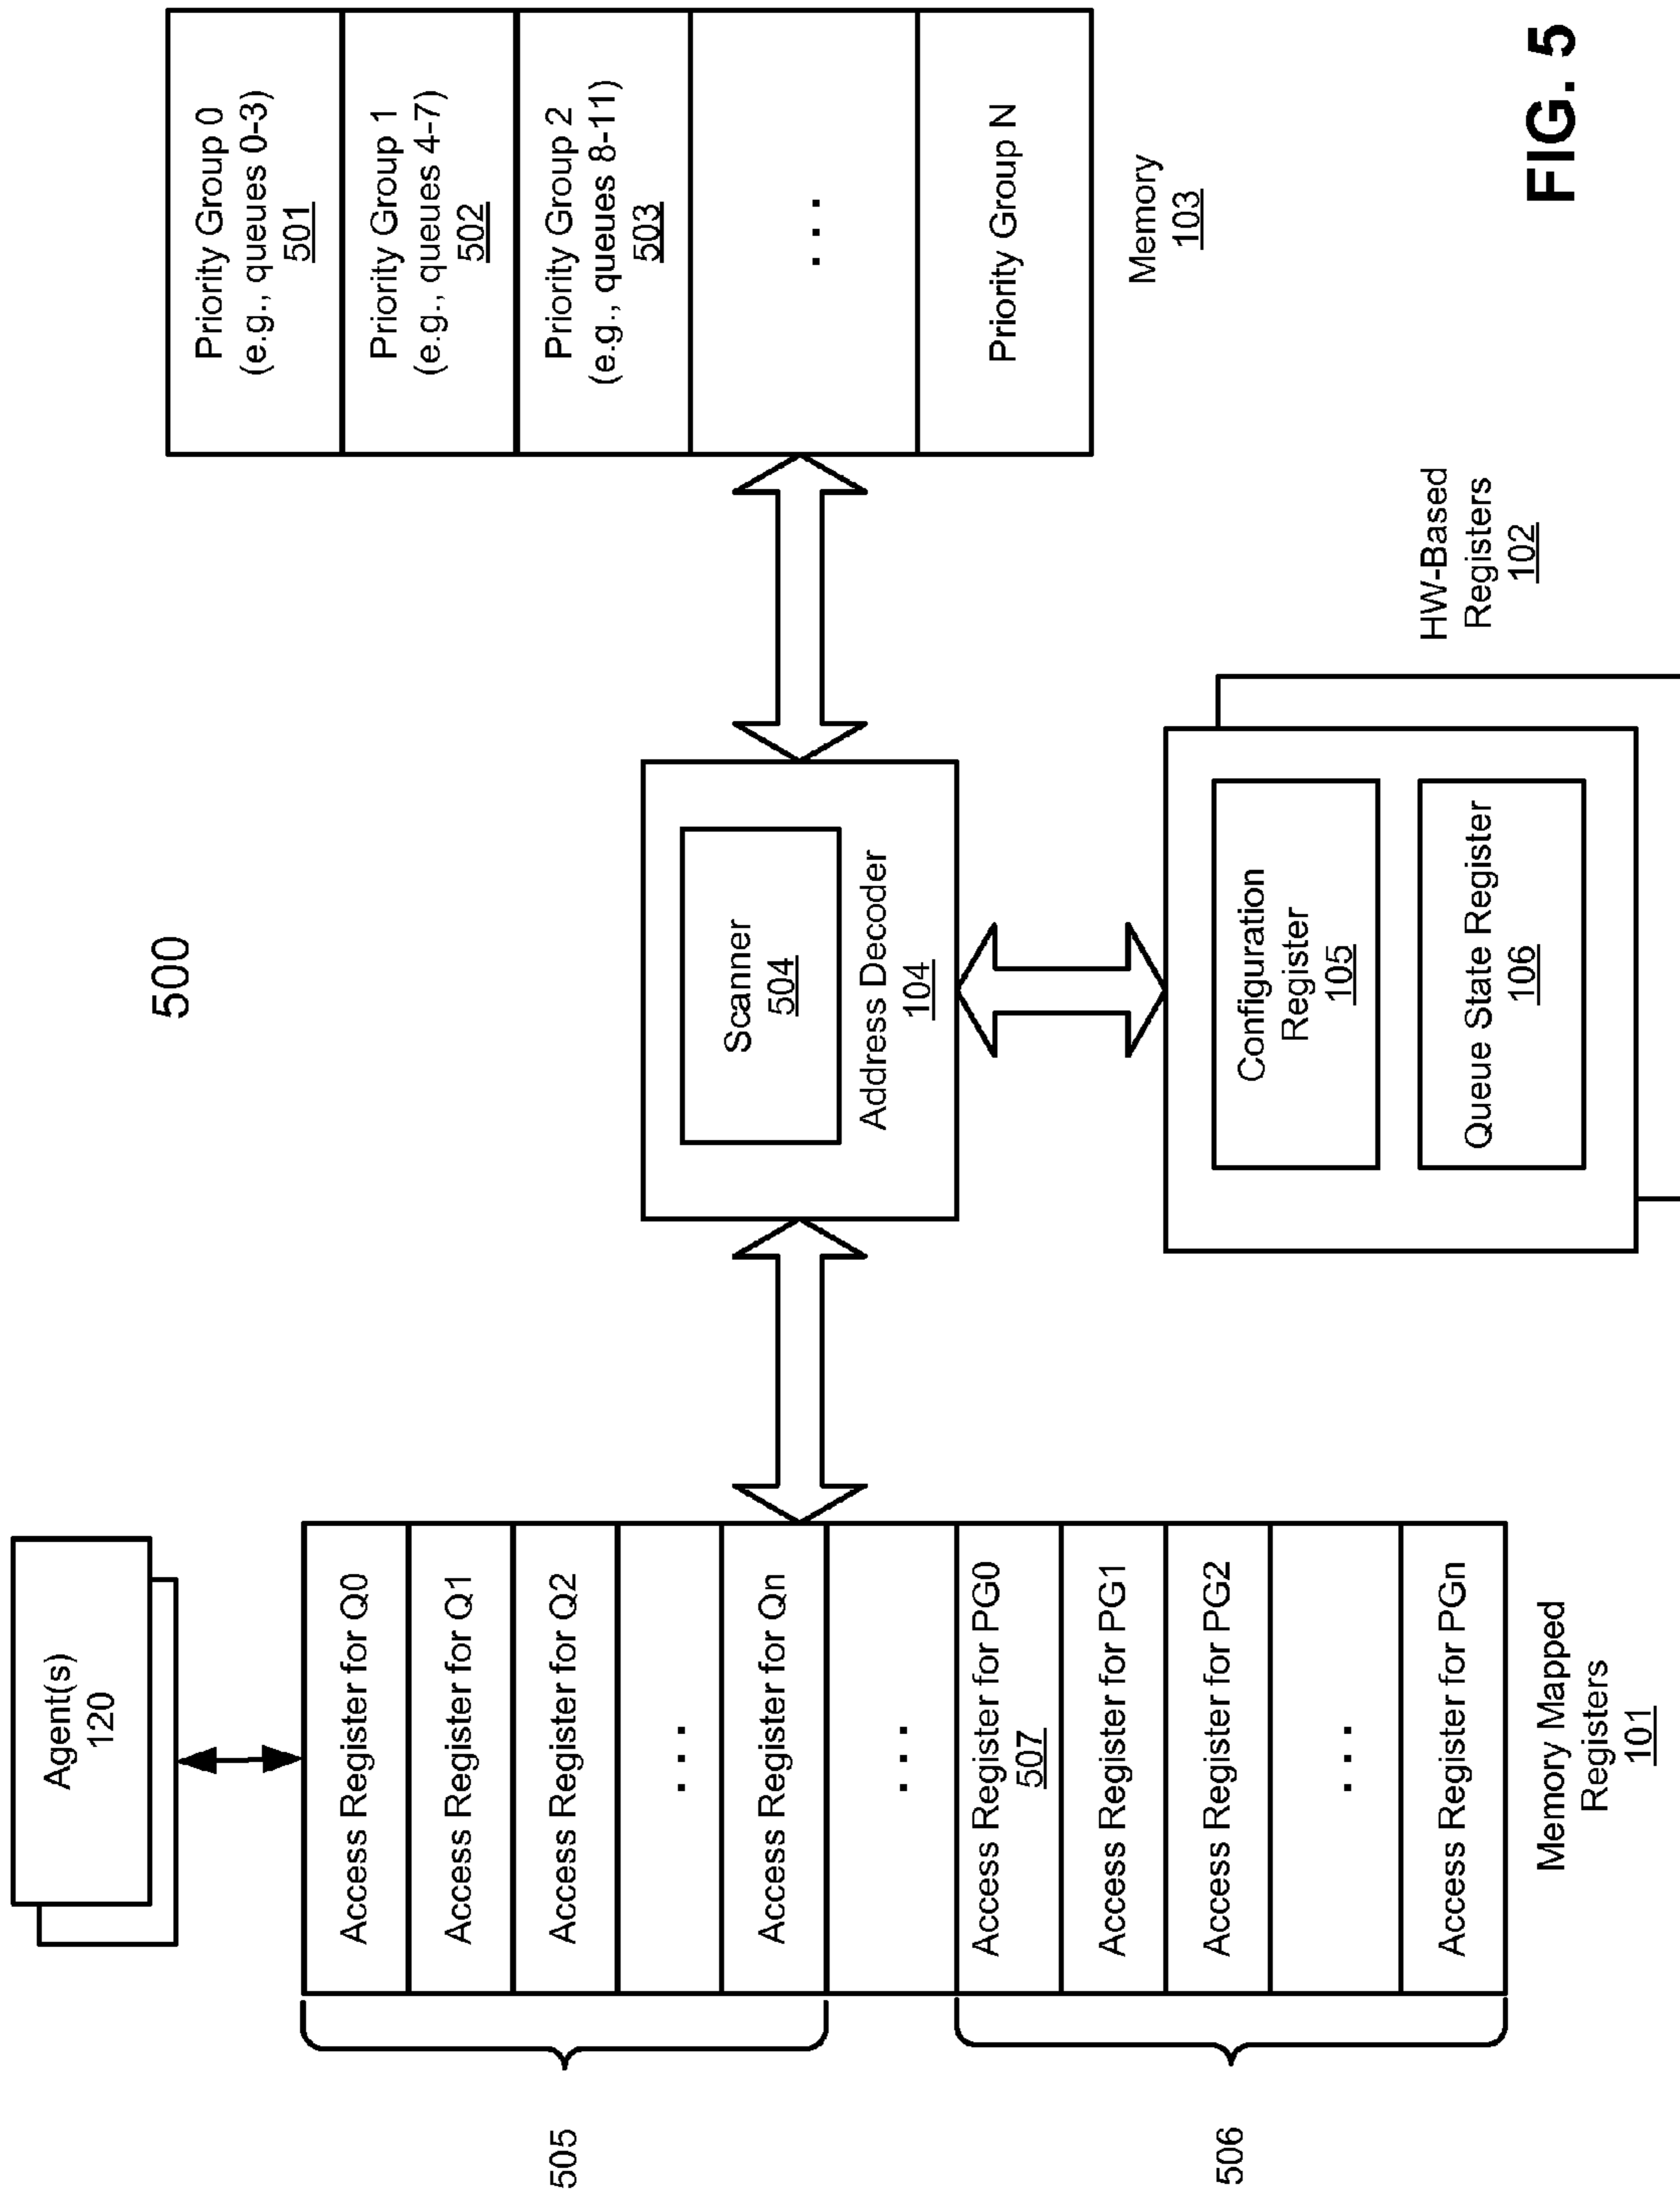 500
Agent(s)
120
505
Access Register for Q0
Access Register for Q1
Access Register for Q2
. . .
Access Register for Qn
. . .
506
Access Register for PG0
507
Access Register for PG1
Access Register for PG2
. . .
Access Register for PGn
Memory Mapped
Registers
101
Scanner
504
Address Decoder
104
Configuration
Register
105
Queue State Register
106
HW-Based
Registers
102
Priority Group 0
(e.g., queues 0-3)
501
Priority Group 1
(e.g., queues 4-7)
502
Priority Group 2
(e.g., queues 8-11)
503
. . .
Priority Group N
Memory
103
FIG. 5